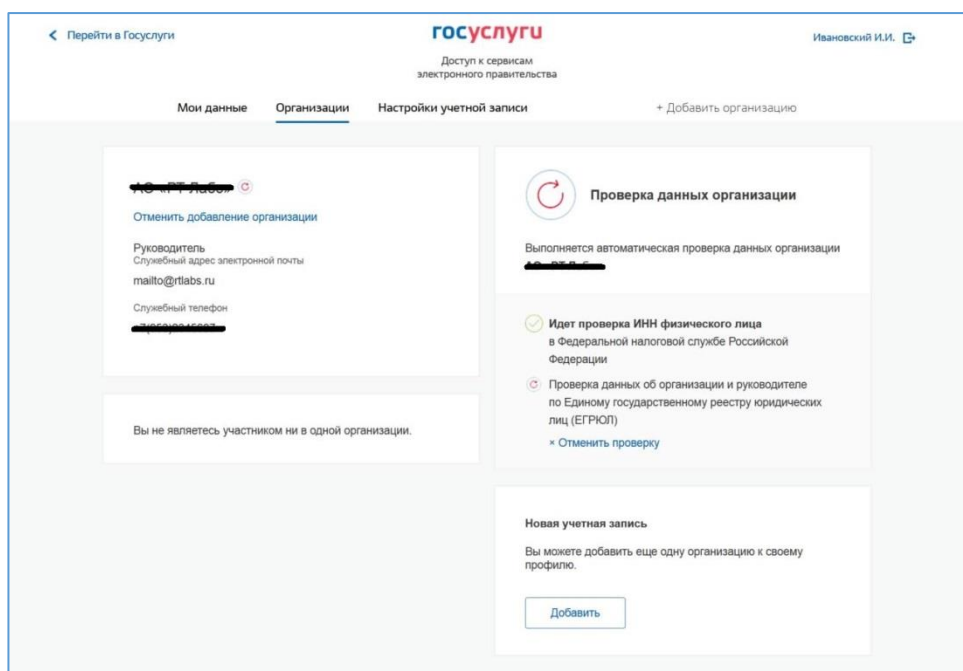 Перейти в Госуслуги
госуслуги
Ивановский И.И.
Доступ к сервисам
электронного правительства
Мои данные Организации Настройки учетной записи + Добавить организацию
Отменить добавление организации
Руководитель
Служебный адрес электронной почты
mailto@rtlabs.ru
Служебный телефон
Вы не являетесь участником ни в одной организации.
Проверка данных организации
Выполняется автоматическая проверка данных организации
Идет проверка ИНН физического лица
в Федеральной налоговой службе Российской
Федерации
Проверка данных об организации и руководителе
по Единому государственному реестру юридических
лиц (ЕГРЮЛ)
× Отменить проверку
Новая учетная запись
Вы можете добавить еще одну организацию к своему
профилю.
Добавить